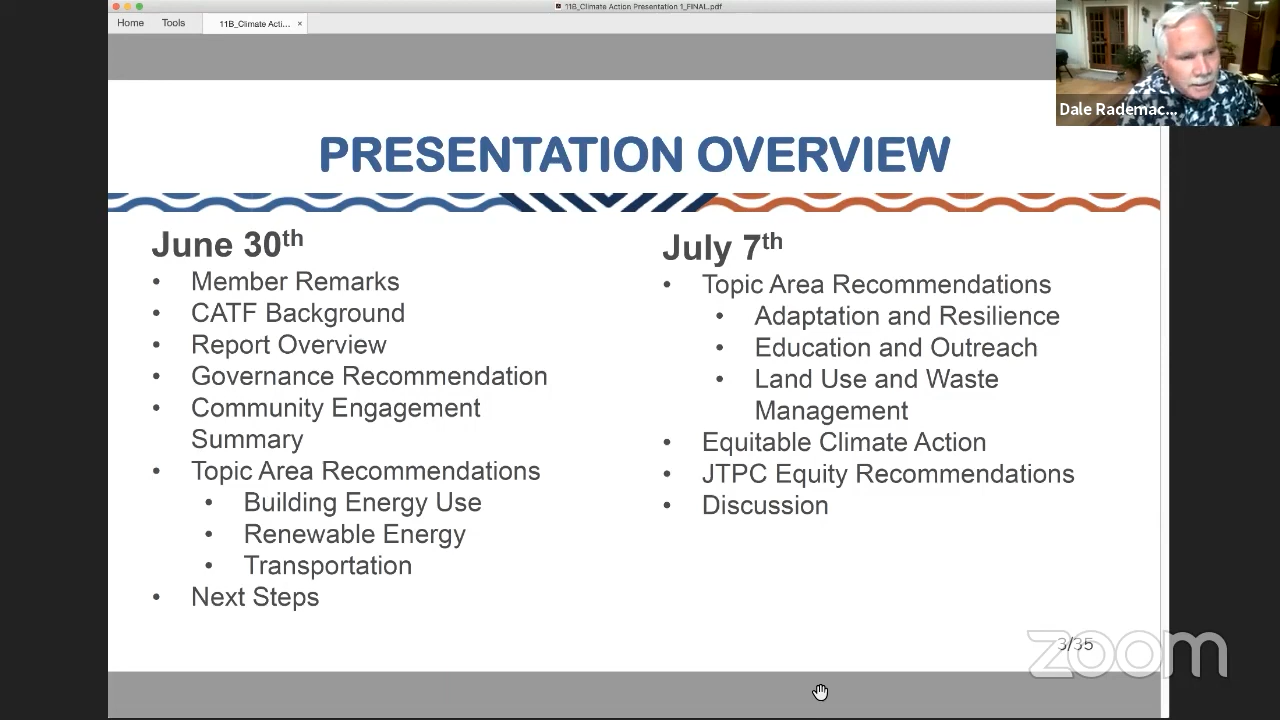 11B_Climate Action Presentation 1_FINAL.pdf
Home Tools 11B_Climate Acti... ×
Dale Rademac...
PRESENTATION OVERVIEW
June 30th
• Member Remarks
• CATF Background
• Report Overview
• Governance Recommendation
• Community Engagement
Summary
• Topic Area Recommendations
• Building Energy Use
• Renewable Energy
• Transportation
• Next Steps
July 7th
• Topic Area Recommendations
• Adaptation and Resilience
• Education and Outreach
• Land Use and Waste
Management
• Equitable Climate Action
• JTPC Equity Recommendations
• Discussion
3/35
zoom